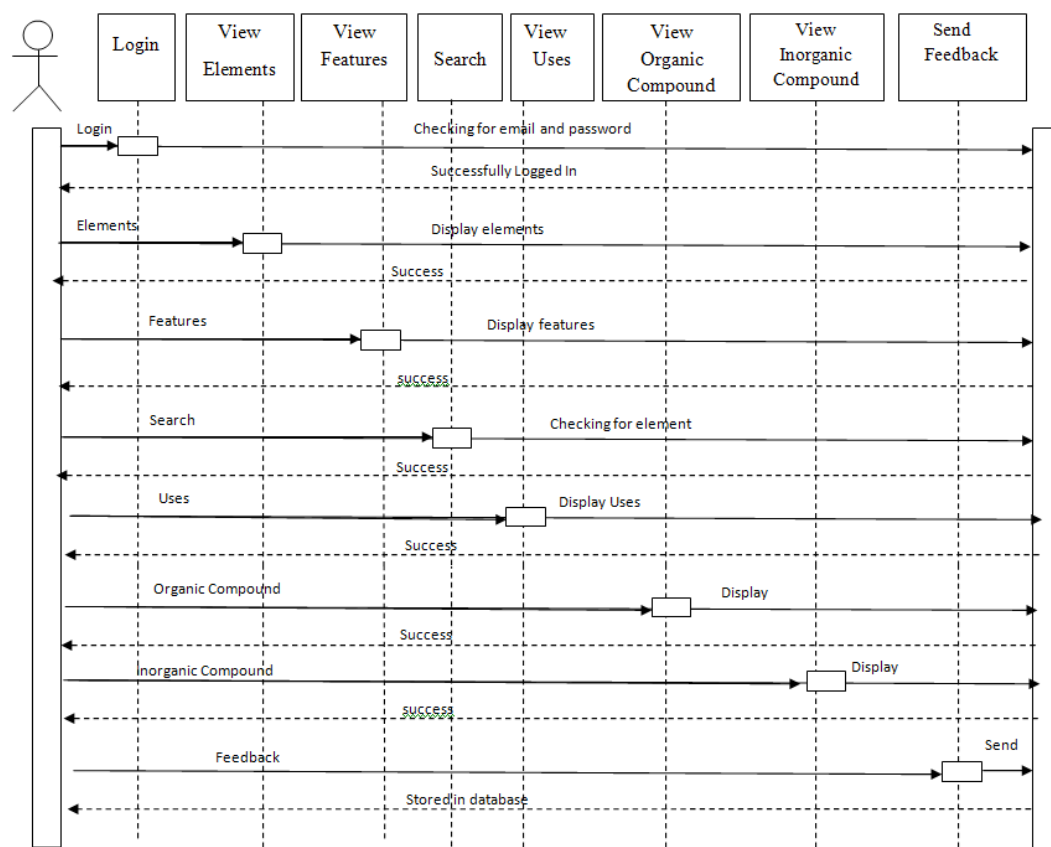 Login
View
Elements
View
Features
Search
View
Uses
View
Organic
Compound
View
Inorganic
Compound
Send
Feedback
Login
Checking for email and password
Successfully Logged In
Elements
Display elements
Success
Features
Display features
success
Search
Checking for element
Success
Uses
Display Uses
Success
Organic Compound
Display
Success
Inorganic Compound
Display
success
Feedback
Send
Stored in database